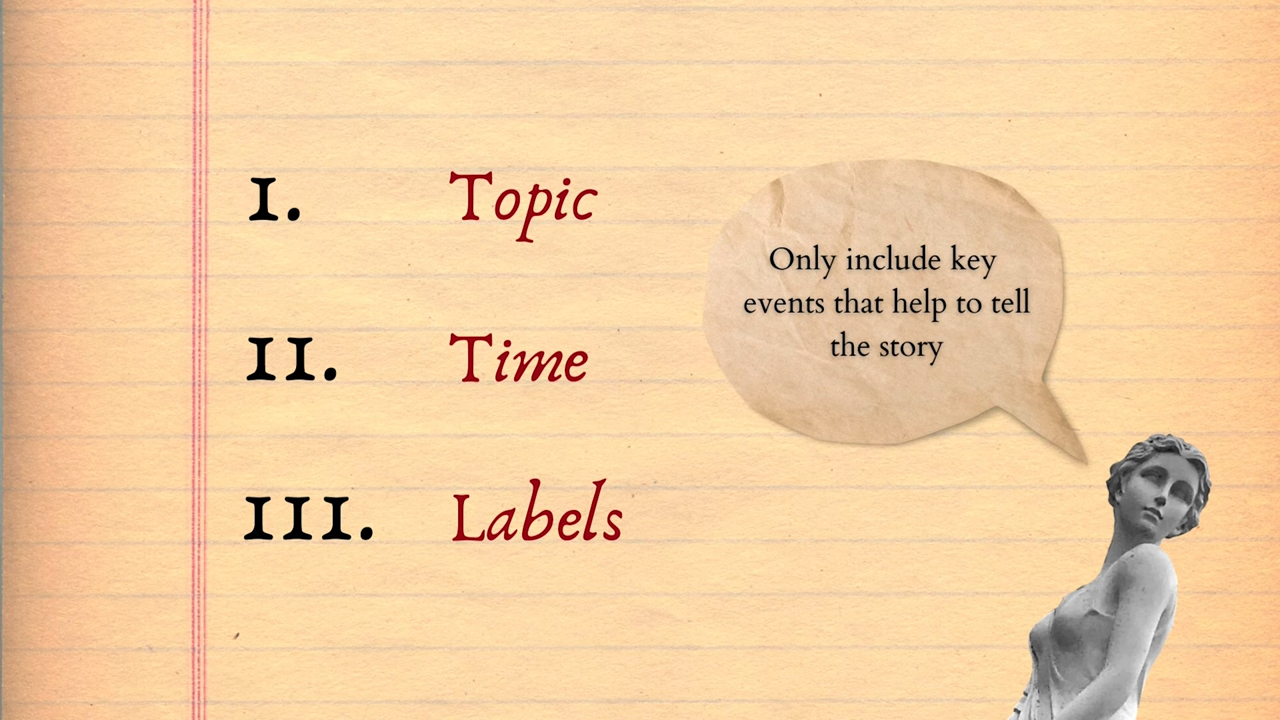 I. Topic
Only include key
events that help to tell
the story
II. Time
III. Labels